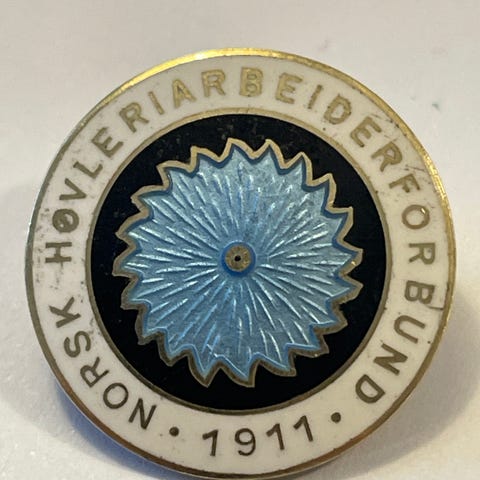 NORSK HØVLERIARBEIDERFORBUND
· 1911 ·